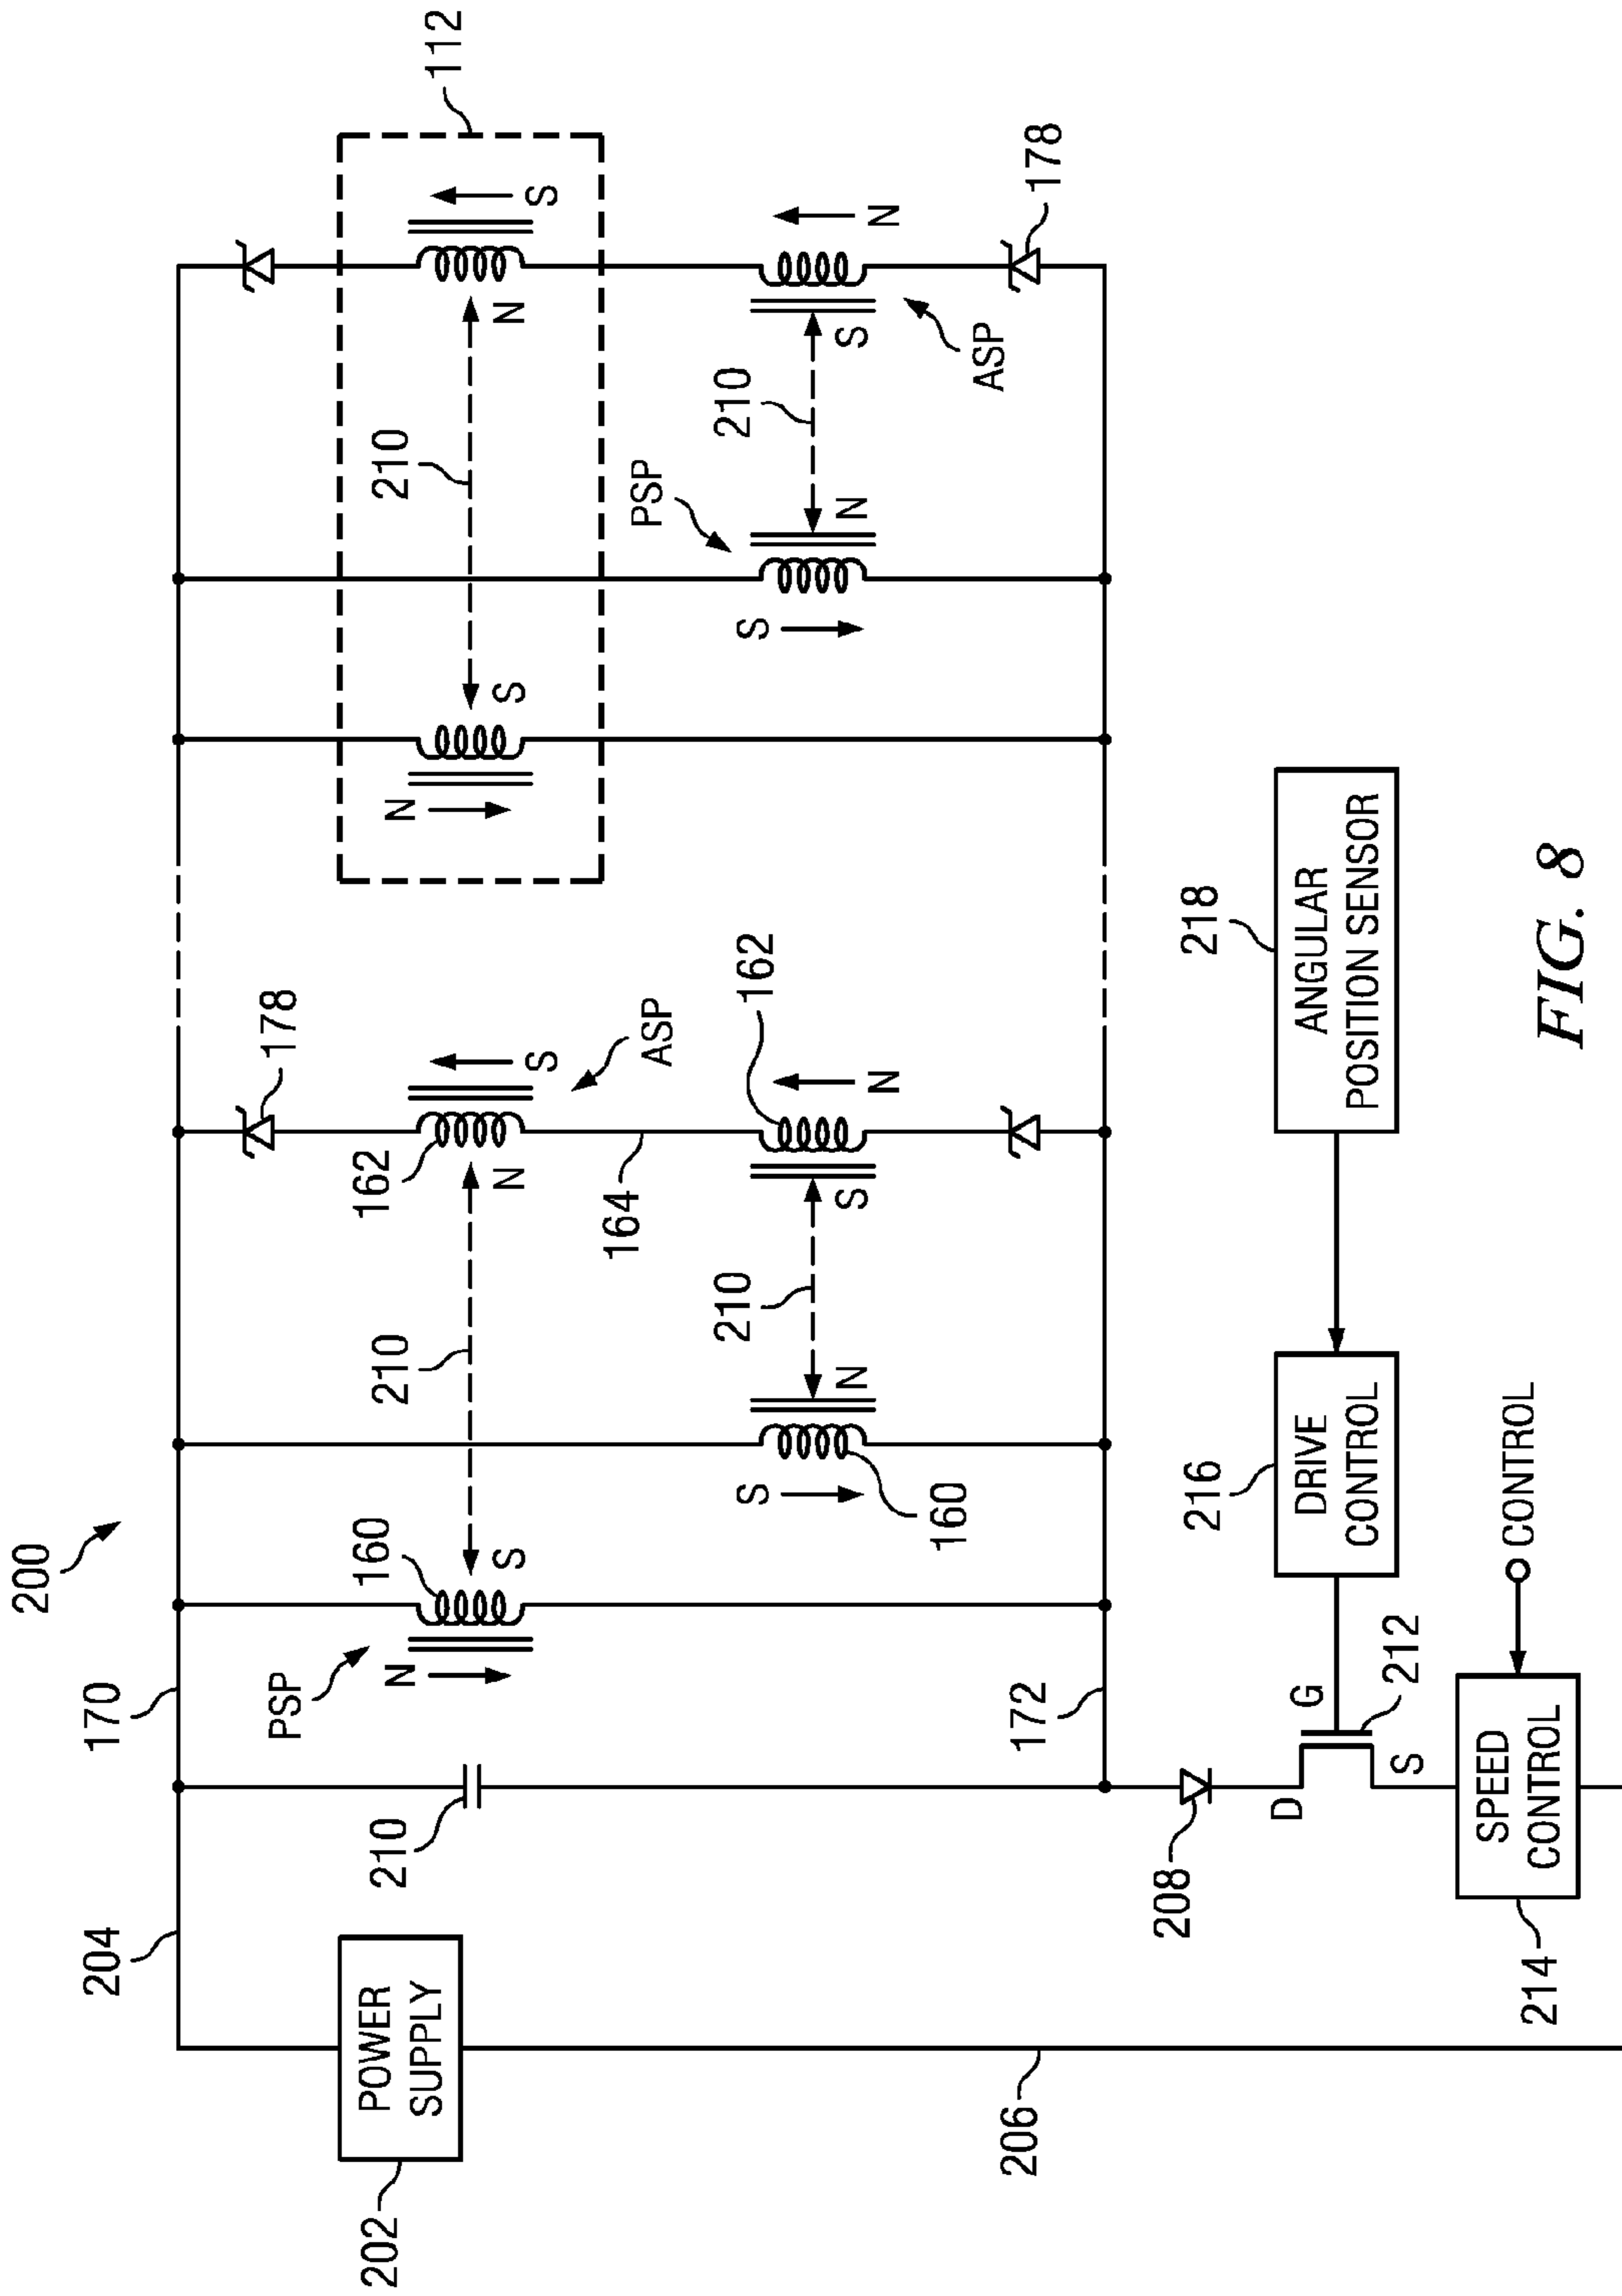 200
204
170
178
PSP
202
POWER
SUPPLY
210
N
160
210
162
N
210
112
S
N
S
S
N
S
164
ASP
PSP
S
210
162
S
210
N
S
N
N
S
N
160
ASP
206
172
178
208
216
218
D
G
DRIVE
CONTROL
ANGULAR
POSITION SENSOR
S
212
SPEED
CONTROL
CONTROL
214
FIG. 8